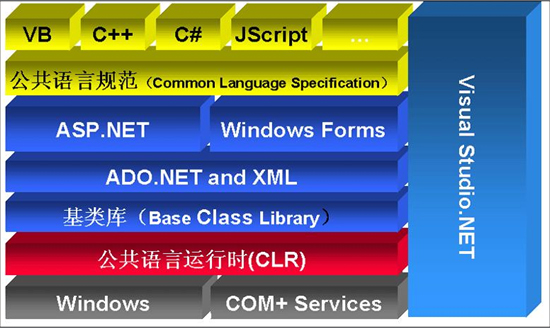 VB C++ C# JScript ...
公共语言规范（Common Language Specification）
ASP.NET Windows Forms
ADO.NET and XML
基类库（Base Class Library）
公共语言运行时(CLR)
Windows COM+ Services
Visual Studio.NET